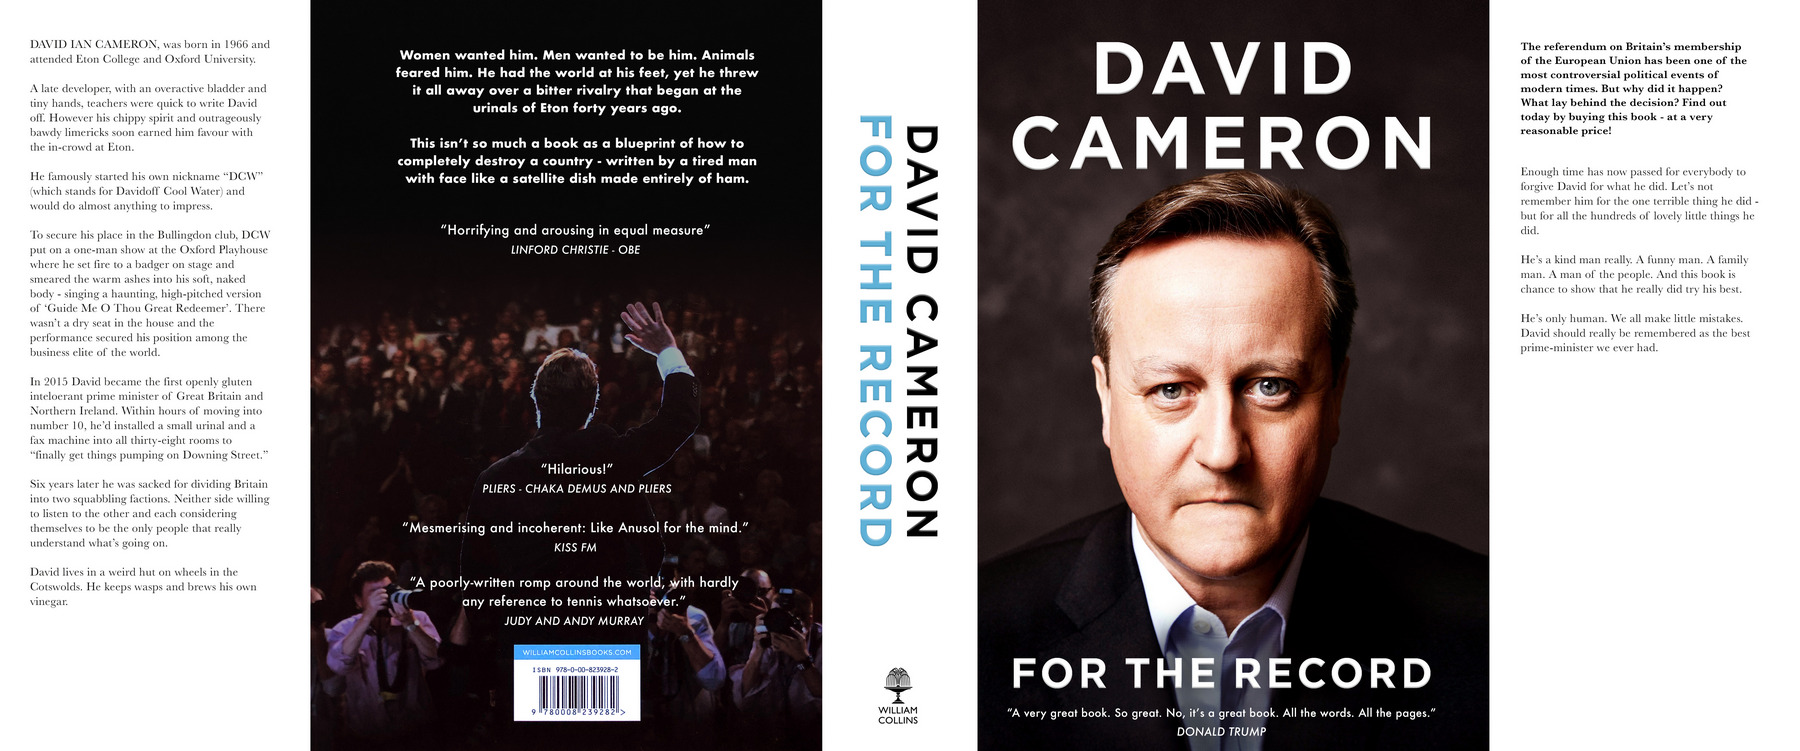 DAVID IAN CAMERON, was born in 1966 and
attended Eton College and Oxford University.
A late developer, with an overactive bladder and
tiny hands, teachers were quick to write David
off. However his chippy spirit and outrageously
bawdy limericks soon earned him favour with
the in-crowd at Eton.
He famously started his own nickname “DCW”
(which stands for Davidoff Cool Water) and
would do almost anything to impress.
To secure his place in the Bullingdon club, DCW
put on a one-man show at the Oxford Playhouse
where he set fire to a badger on stage and
smeared the warm ashes into his soft, naked
body - singing a haunting, high-pitched version
of ‘Guide Me O Thou Great Redeemer’. There
wasn’t a dry seat in the house and the
performance secured his position among the
business elite of the world.
In 2015 David became the first openly gluten
inteloerant prime minister of Great Britain and
Northern Ireland. Within hours of moving into
number 10, he’d installed a small urinal and a
fax machine into all thirty-eight rooms to
“finally get things pumping on Downing Street.”
Six years later he was sacked for dividing Britain
into two squabbling factions. Neither side willing
to listen to the other and each considering
themselves to be the only people that really
understand what’s going on.
David lives in a weird hut on wheels in the
Cotswolds. He keeps wasps and brews his own
vinegar.
Women wanted him. Men wanted to be him. Animals
feared him. He had the world at his feet, yet he threw
it all away over a bitter rivalry that began at the
urinals of Eton forty years ago.
This isn’t so much a book as a blueprint of how to
completely destroy a country - written by a tired man
with face like a satellite dish made entirely of ham.
“Horrifying and arousing in equal measure”
LINFORD CHRISTIE - OBE
“Hilarious!”
PLIERS - CHAKA DEMUS AND PLIERS
“Mesmerising and incoherent: Like Anusol for the mind.”
KISS FM
“A poorly-written romp around the world, with hardly
any reference to tennis whatsoever.”
JUDY AND ANDY MURRAY
WILLIAMCOLLINSBOOKS.COM
ISBN 978-0-00-823928-2
9 780008 239282 >
DAVID CAMERON
FOR THE RECORD
WILLIAM
COLLINS
DAVID
CAMERON
FOR THE RECORD
“A very great book. So great. No, it’s a great book. All the words. All the pages.”
DONALD TRUMP
The referendum on Britain’s membership
of the European Union has been one of the
most controversial political events of
modern times. But why did it happen?
What lay behind the decision? Find out
today by buying this book - at a very
reasonable price!
Enough time has now passed for everybody to
forgive David for what he did. Let’s not
remember him for the one terrible thing he did -
but for all the hundreds of lovely little things he
did.
He’s a kind man really. A funny man. A family
man. A man of the people. And this book is
chance to show that he really did try his best.
He’s only human. We all make little mistakes.
David should really be remembered as the best
prime-minister we ever had.